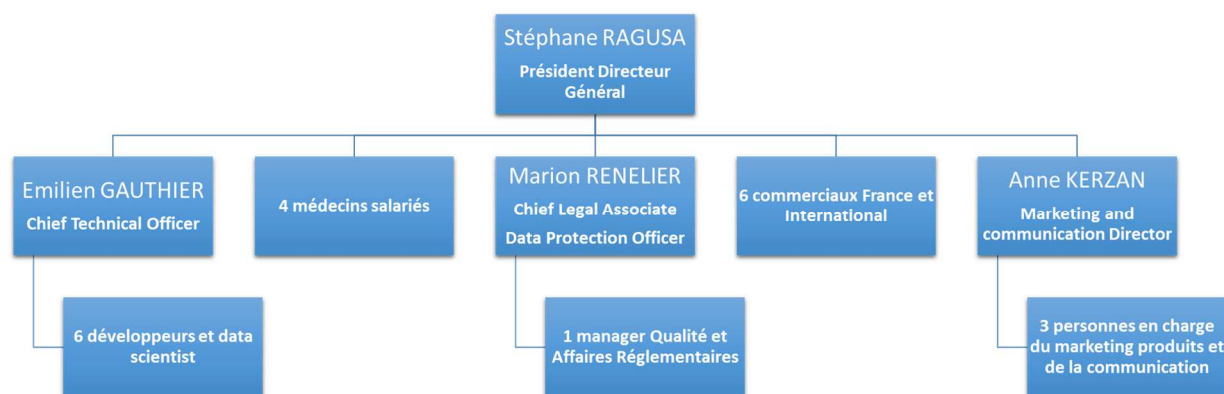 Stéphane RAGUSA
Président Directeur
Général
Emilien GAUTHIER
Chief Technical Officer
4 médecins salariés
Marion RENELIER
Chief Legal Associate
Data Protection Officer
6 commerciaux France et
International
Anne KERZAN
Marketing and
communication Director
6 développeurs et data
scientist
1 manager Qualité et
Affaires Réglementaires
3 personnes en charge
du marketing produits et
de la communication